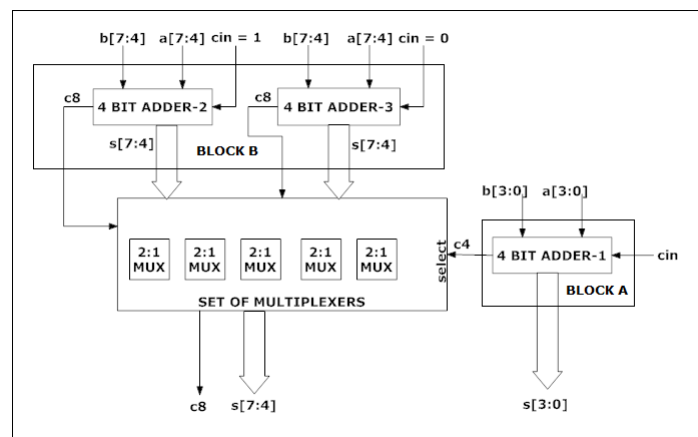 b[7:4] a[7:4] cin = 1 b[7:4] a[7:4] cin = 0
c8 4 BIT ADDER-2 c8 4 BIT ADDER-3
s[7:4] BLOCK B s[7:4]
b[3:0] a[3:0]
2:1 MUX 2:1 MUX 2:1 MUX 2:1 MUX 2:1 MUX
select c4 4 BIT ADDER-1 cin
SET OF MULTIPLEXERS
BLOCK A
c8 s[7:4] s[3:0]